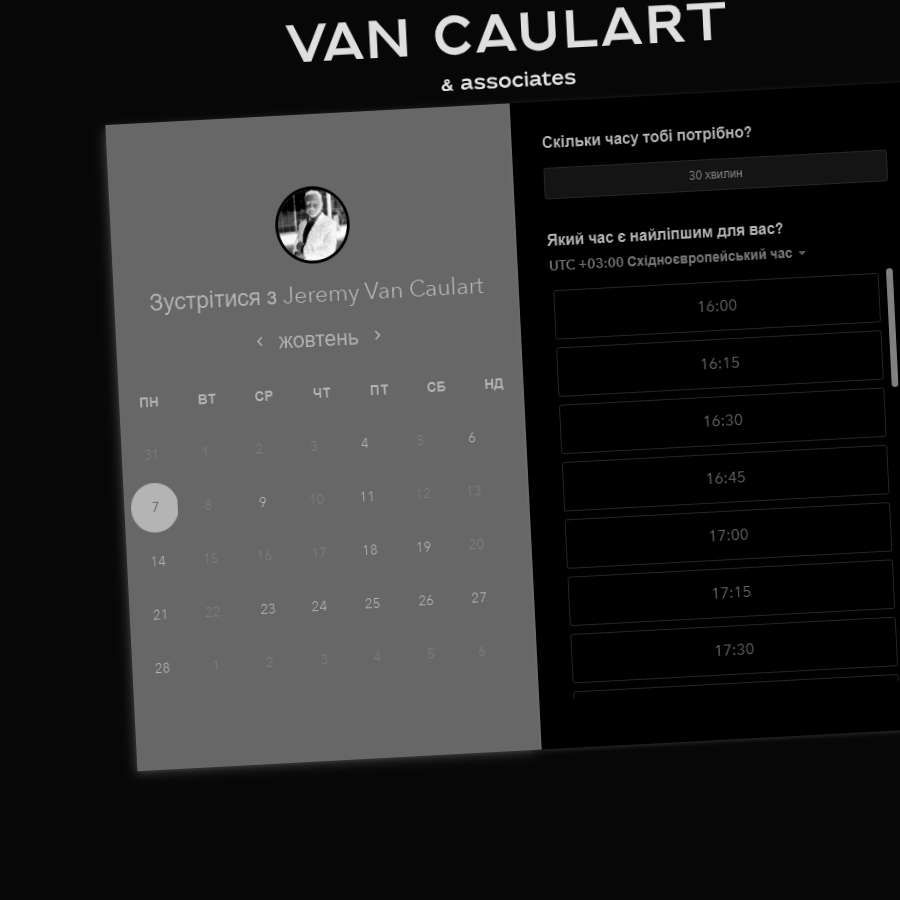 VAN CAULART
& associates
Зустрітися з Jeremy Van Caulart
жовтень
ПН ВТ СР ЧТ ПТ СБ НД
31 1 2 3 4 5 6
7 8 9 10 11 12 13
14 15 16 17 18 19 20
21 22 23 24 25 26 27
28 1 2 3 4 5 6
Скільки часу тобі потрібно?
30 хвилин
Який час є найліпшим для вас?
UTC +03:00 Східноєвропейський час
16:00
16:15
16:30
16:45
17:00
17:15
17:30